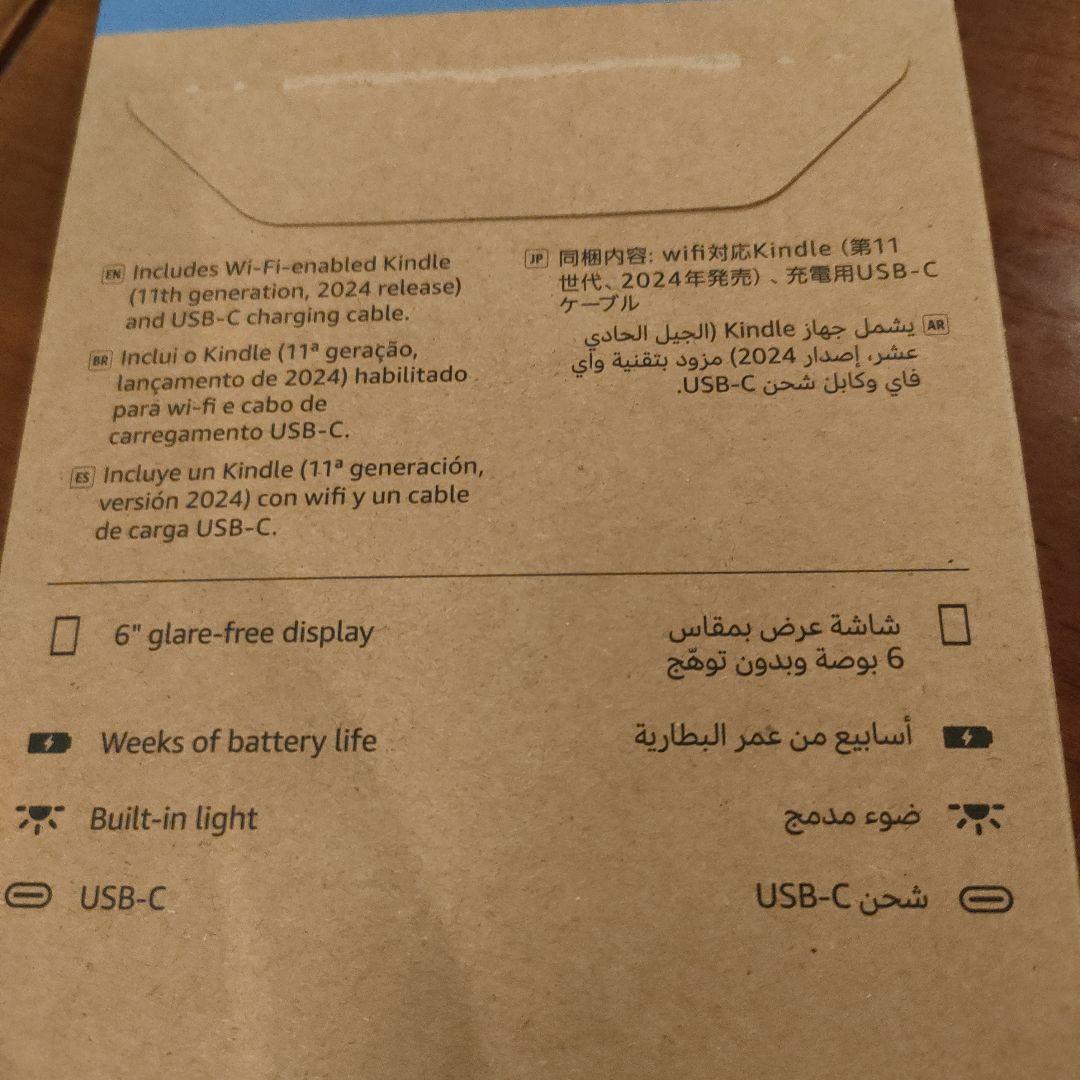 EN Includes Wi-Fi-enabled Kindle
(11th generation, 2024 release)
and USB-C charging cable.
BR Inclui o Kindle (11ª geração,
lançamento de 2024) habilitado
para wi-fi e cabo de
carregamento USB-C.
ES Incluye un Kindle (11ª generación,
versión 2024) con wifi y un cable
de carga USB-C.
JP 同梱内容: wifi対応Kindle（第11
世代、2024年発売）、充電用USB-C
ケーブル
AR يشمل جهاز Kindle (الجيل الحادي
عشر، إصدار 2024) مزود بتقنية واي
فاي وكابل شحن USB-C.
6" glare-free display
شاشة عرض بمقاس
6 بوصة وبدون توهّج
Weeks of battery life
أسابيع من عمر البطارية
Built-in light
ضوء مدمج
USB-C
شحن USB-C